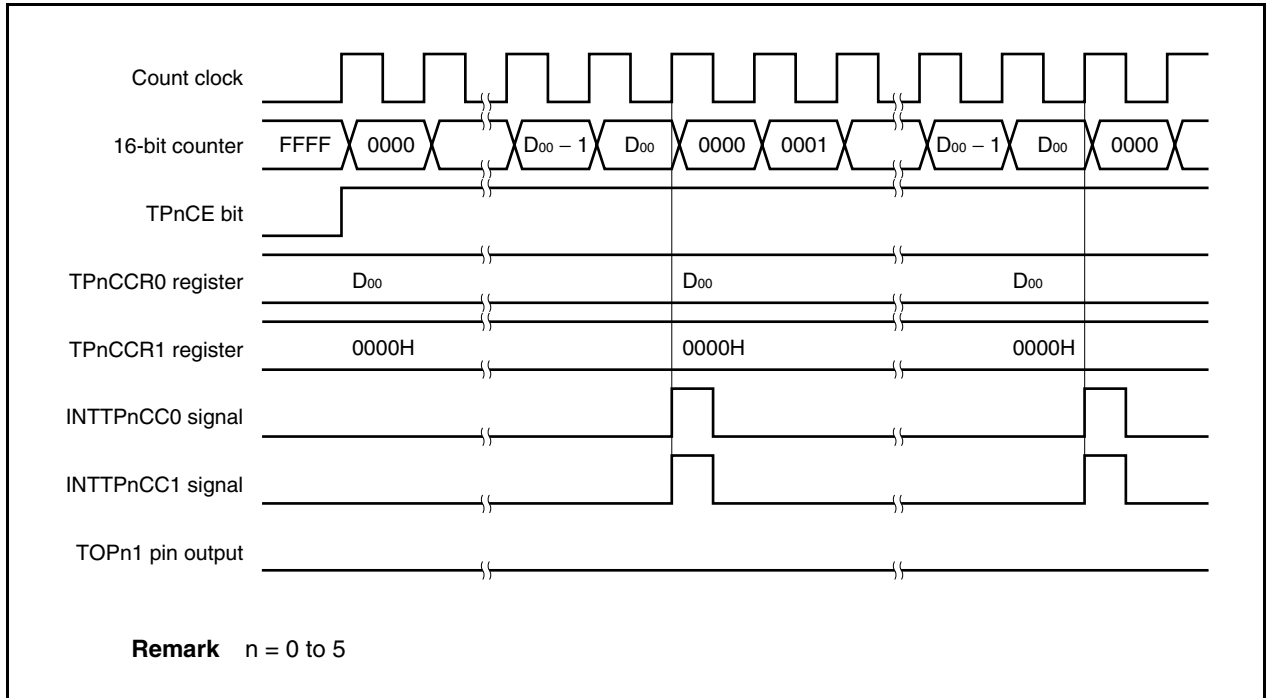 Count clock
16-bit counter FFFF 0000 D00 − 1 D00 0000 0001 D00 − 1 D00 0000
TPnCE bit
TPnCCR0 register D00 D00 D00
TPnCCR1 register 0000H 0000H 0000H
INTTPnCC0 signal
INTTPnCC1 signal
TOPn1 pin output
Remark n = 0 to 5